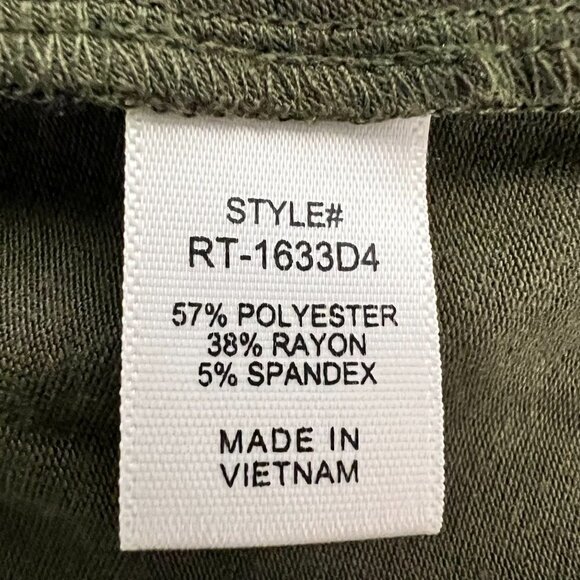 STYLE#
RT-1633D4
57% POLYESTER
38% RAYON
5% SPANDEX
MADE IN
VIETNAM